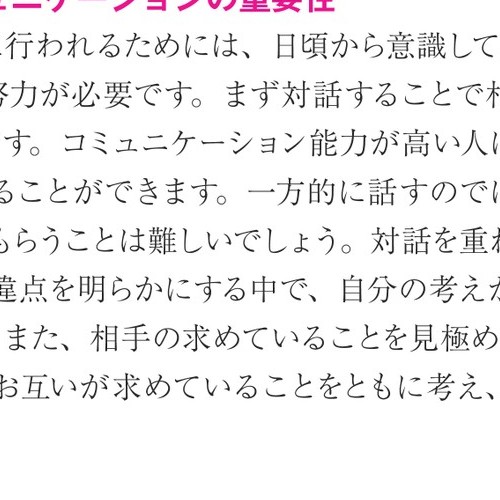 ュニケーションの重要性
行われるためには、日頃から意識して
努力が必要です。まず対話することで相
す。コミュニケーション能力が高い人は
ることができます。一方的に話すのでは
もらうことは難しいでしょう。対話を重ね
違点を明らかにする中で、自分の考えが
また、相手の求めていることを見極め
お互いが求めていることをともに考え、